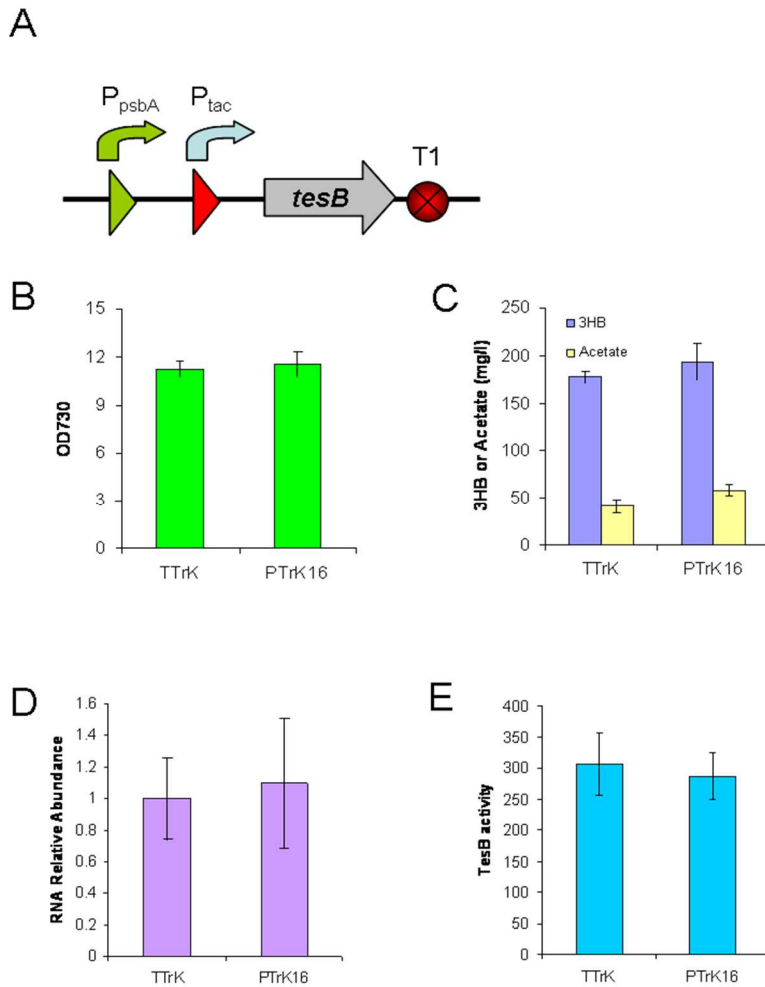 A
PpsbA
Ptac
T1
tesB
B
15
12
9
6
3
0
OD730
TTrK
PTrK16
C
250
200
150
100
50
0
3HB or Acetate (mg/l)
3HB
Acetate
TTrK
PTrK16
D
1.6
1.4
1.2
1
0.8
0.6
0.4
0.2
0
RNA Relative Abundance
TTrK
PTrK16
E
400
350
300
250
200
150
100
50
0
TesB activity
TTrK
PTrK16